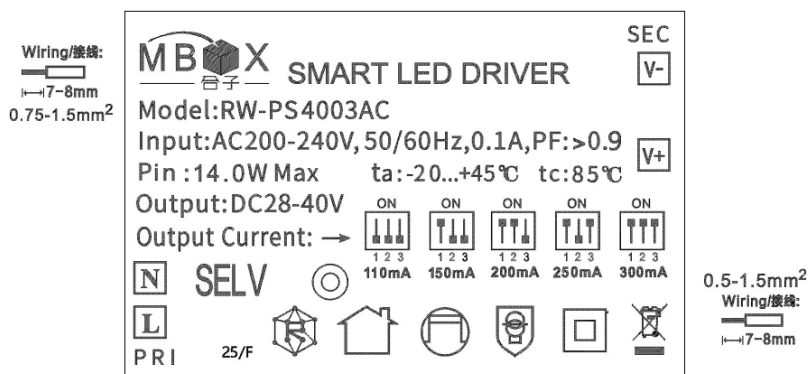 Wiring/接线:
7-8mm
0.75-1.5mm²
MBOX
合子
SMART LED DRIVER
SEC
V-
Model:RW-PS4003AC
Input:AC200-240V,50/60Hz,0.1A,PF:>0.9
V+
Pin:14.0W Max ta:-20...+45℃ tc:85℃
Output:DC28-40V
Output Current: →
ON ON ON ON ON
1 2 3 1 2 3 1 2 3 1 2 3 1 2 3
110mA 150mA 200mA 250mA 300mA
N
SELV
L
PRI
25/F
0.5-1.5mm²
Wiring/接线:
7-8mm